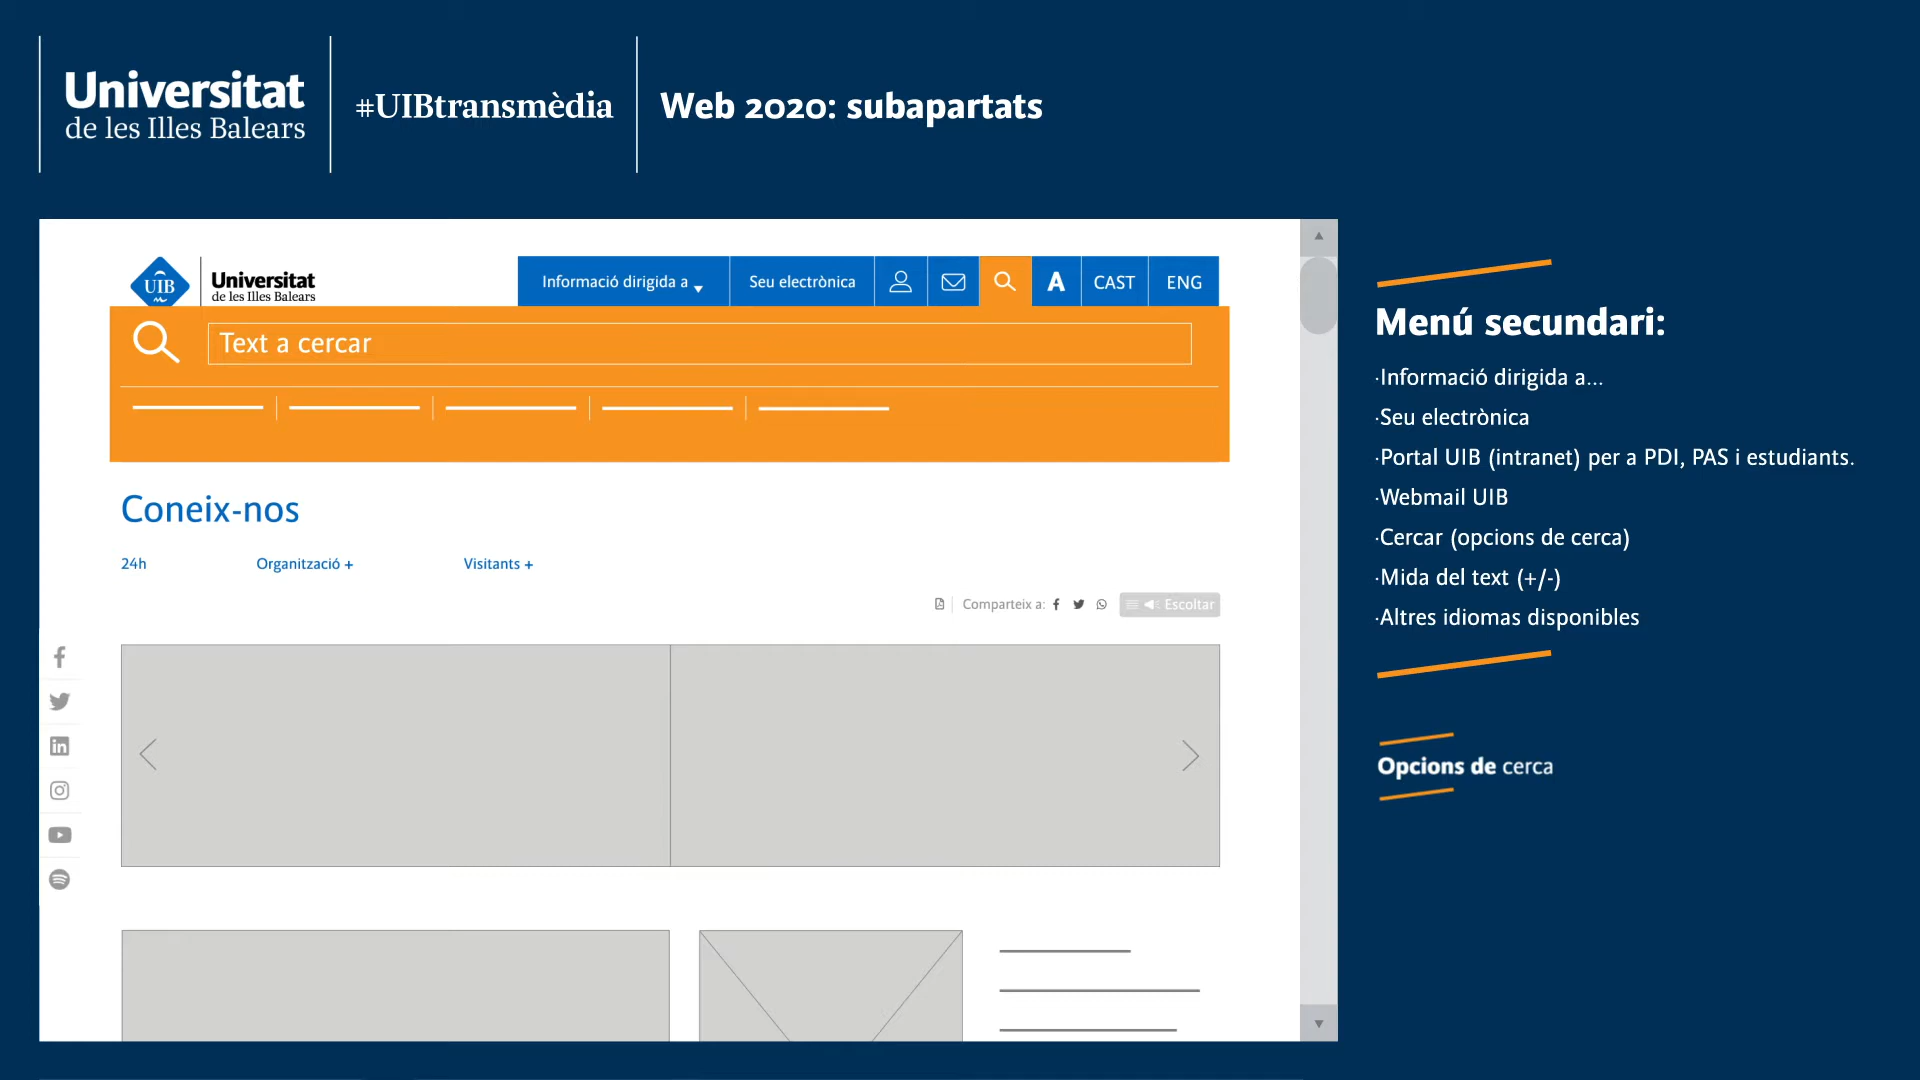 Universitat
de les Illes Balears
#UIBtransmèdia
Web 2020: subapartats
UIB
Universitat
de les Illes Balears
Informació dirigida a
Seu electrònica
A
CAST
ENG
Text a cercar
Coneix-nos
24h
Organització +
Visitants +
Comparteix a:
Escoltar
Menú secundari:
·Informació dirigida a...
·Seu electrònica
·Portal UIB (intranet) per a PDI, PAS i estudiants.
·Webmail UIB
·Cercar (opcions de cerca)
·Mida del text (+/-)
·Altres idiomas disponibles
Opcions de cerca